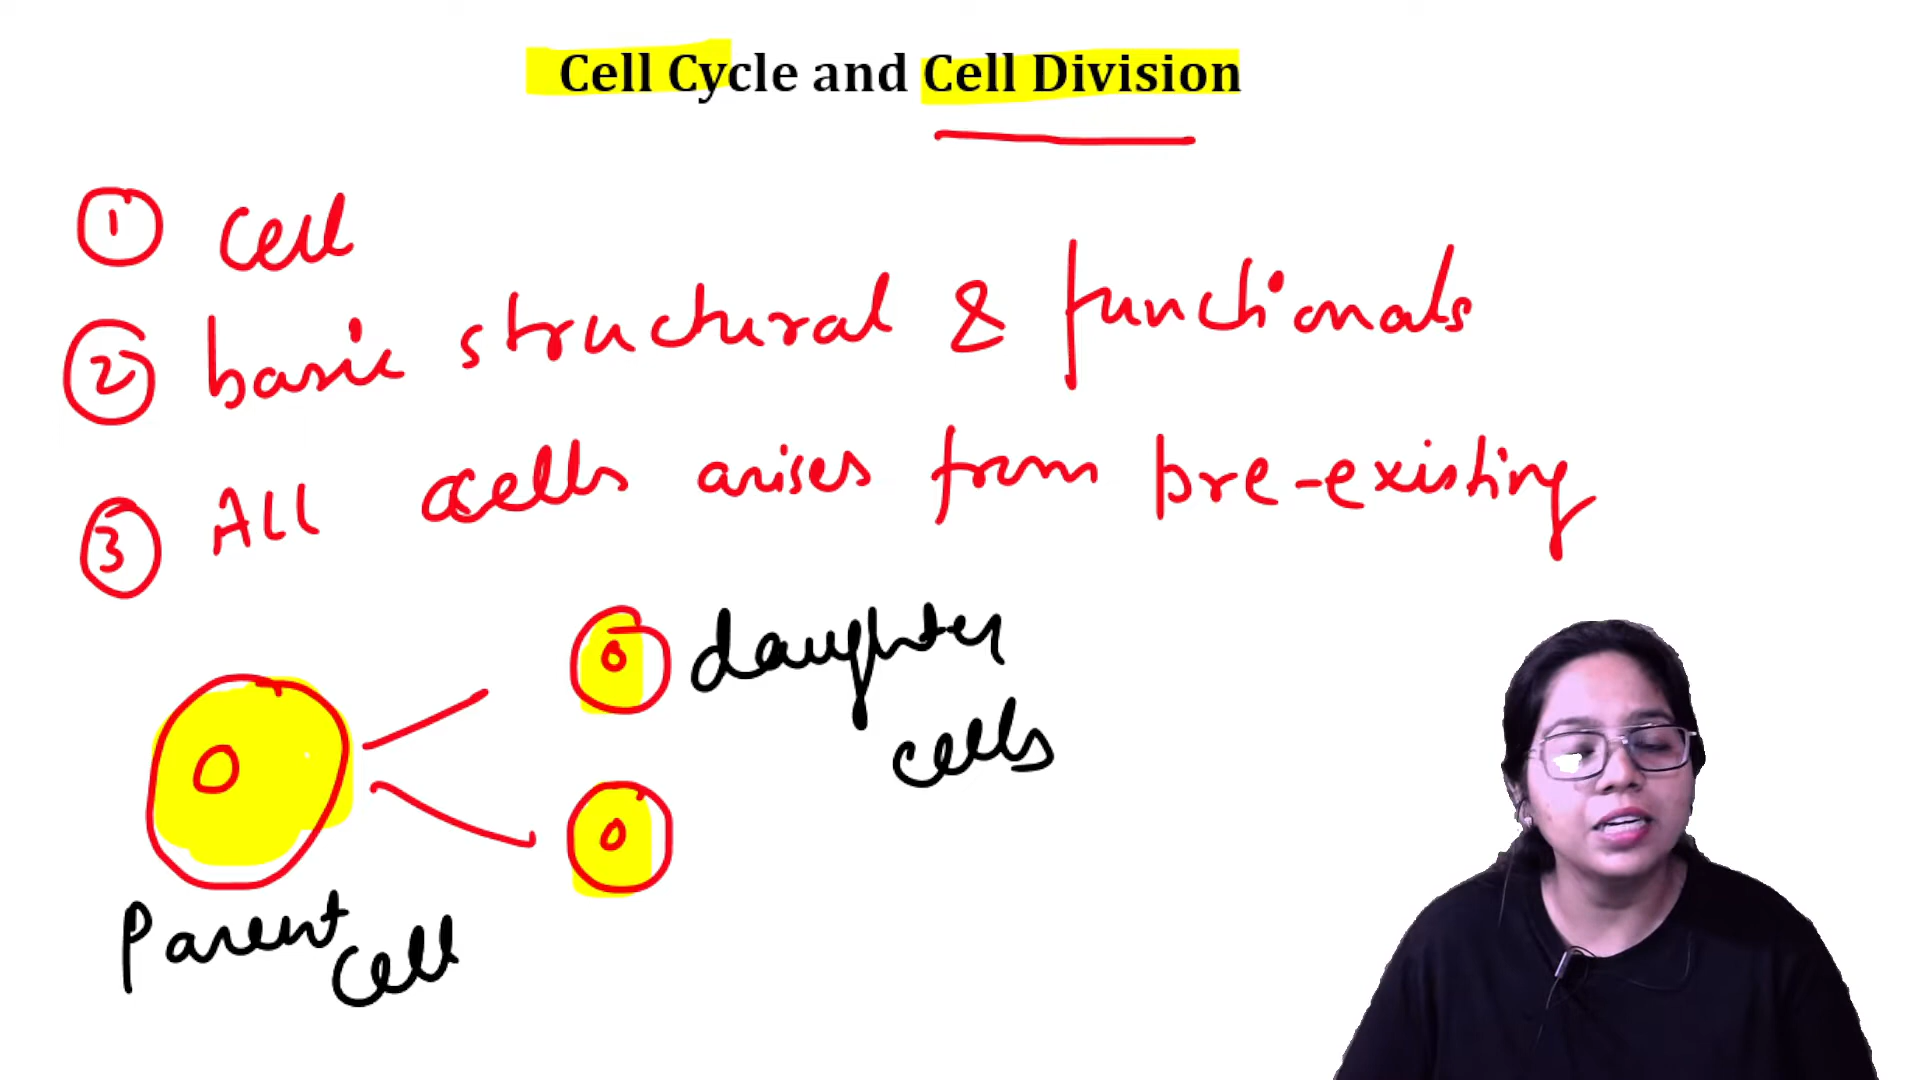 Cell Cycle and Cell Division
① Cell
② basic structural & functionals
③ All cells arises from pre-existing
daughter
cells
Parent
cell